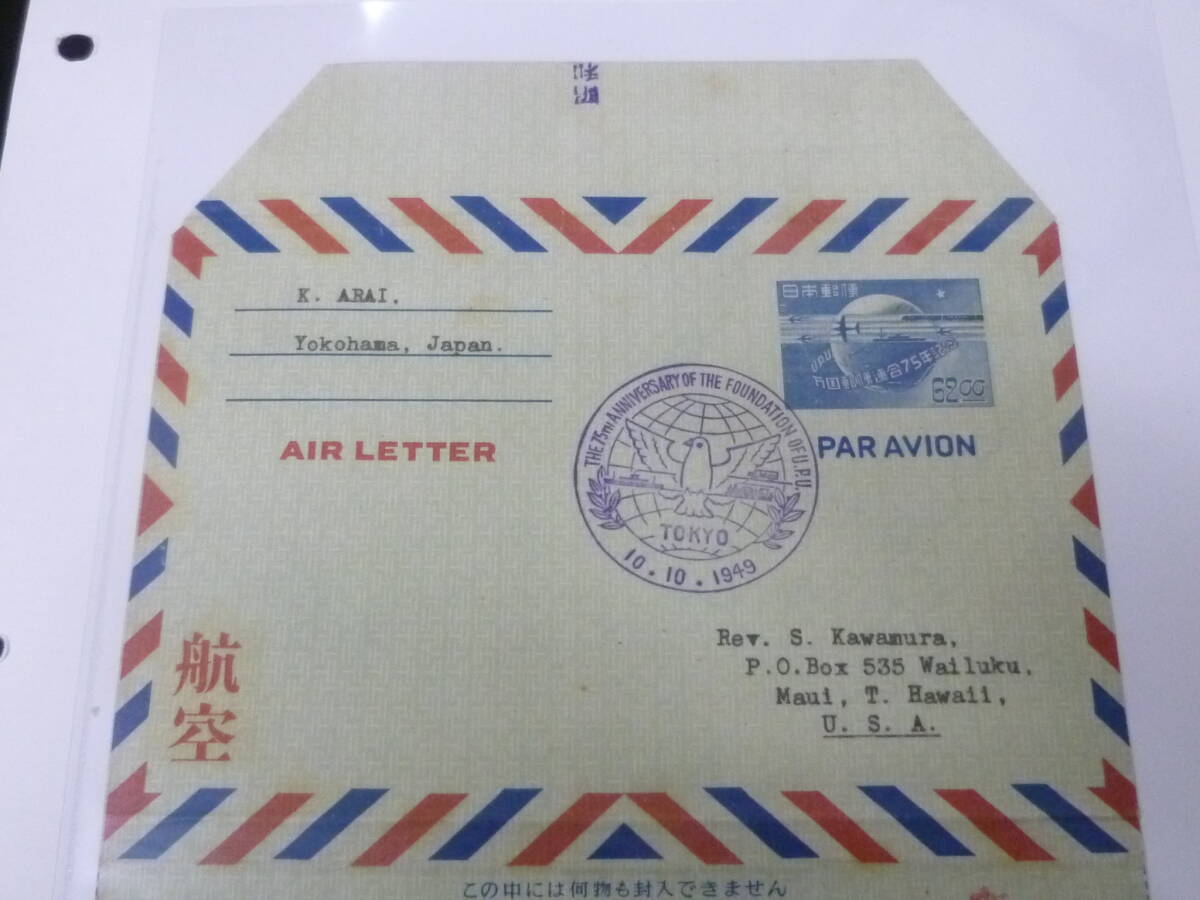 K. ARAI.
Yokohama, Japan.
AIR LETTER
日本郵便
UPU
万国郵便連合75年記念
62.00
PAR AVION
THE 75TH ANNIVERSARY OF THE FOUNDATION OF U.P.U.
TOKYO
10.10.1949
Rev. S. Kawamura,
P.O.Box 535 Wailuku,
Maui, T. Hawaii,
U. S. A.
航空
この中には何物も封入できません